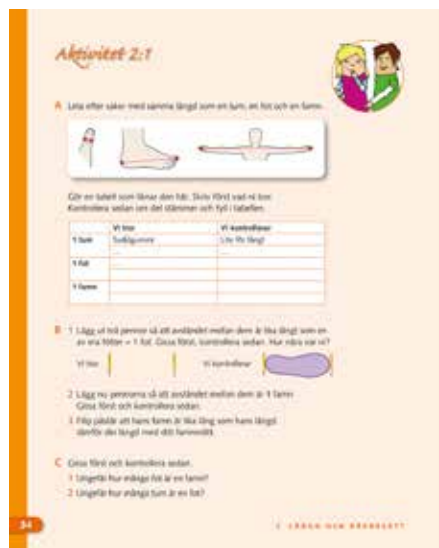 Aktivitet 2:1
A Leta efter saker med samma längd som en tum, en fot och en famn.
Gör en tabell som liknar den här. Skriv först vad ni tror.
Kontrollera sedan om det stämmer och fyll i tabellen.
Vi tror Vi kontrollerar
1 tum Suddgummi Lite för långt
1 fot
1 famn
B 1 Lägg ut två pennor så att avståndet mellan dem är lika långt som en
av era fötter = 1 fot. Gissa först, kontrollera sedan. Hur nära var ni?
Vi tror Vi kontrollerar
2 Lägg nu pennorna så att avståndet mellan dem är 1 famn.
Gissa först och kontrollera sedan.
3 Filip påstår att hans famn är lika lång som hans längd.
Jämför din längd med ditt famnmått.
C Gissa först och kontrollera sedan.
1 Ungefär hur många fot är en famn?
2 Ungefär hur många tum är en fot?
34
2 LÄNGD OCH